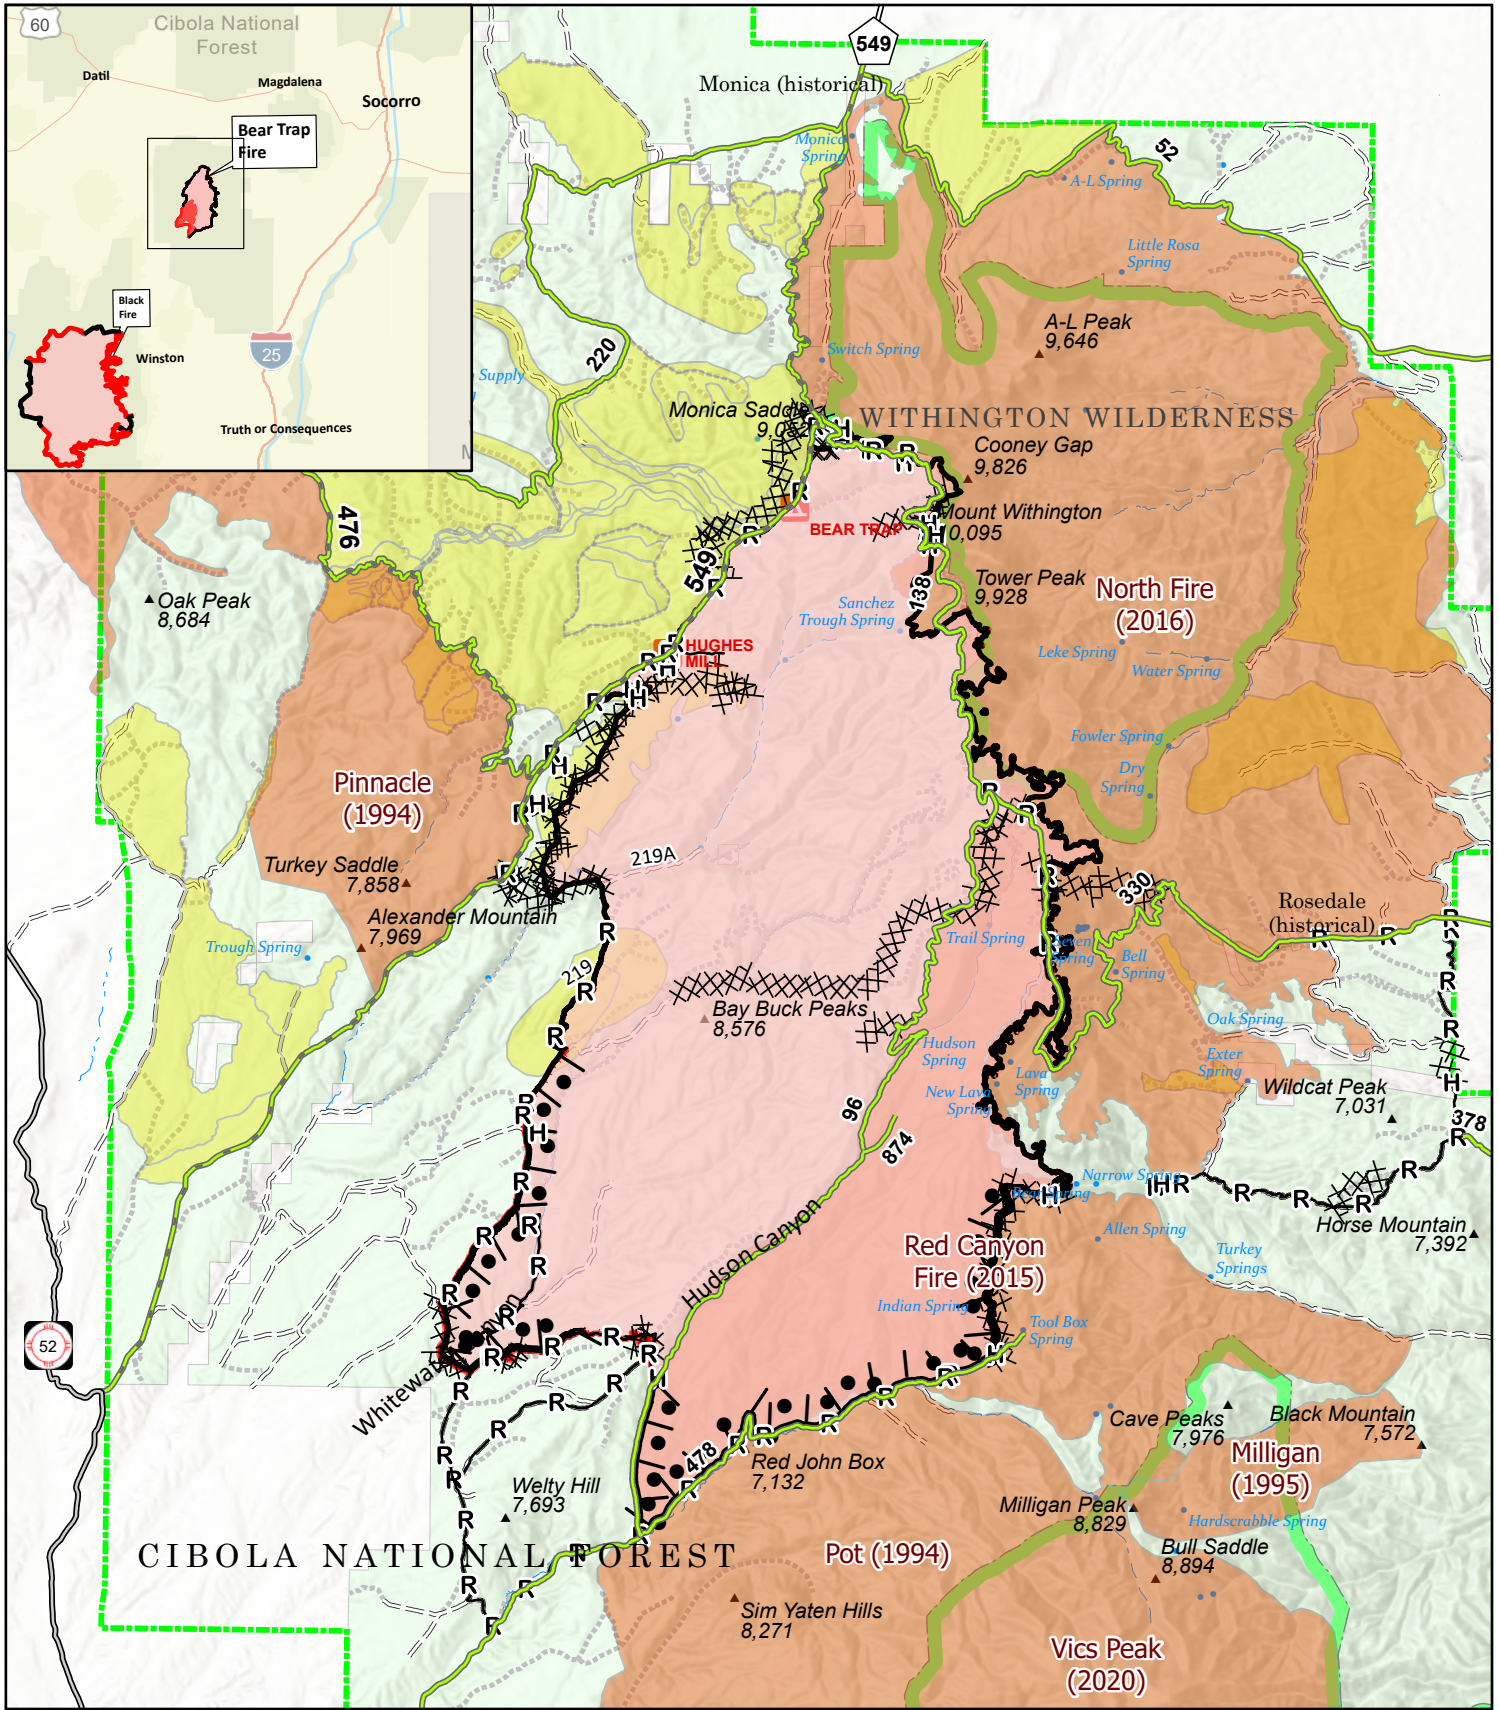 60
Cibola National
Forest
Datil
Magdalena
Socorro
Bear Trap
Fire
Black
Fire
Winston
25
Truth or Consequences
549
Monica (historical)
Monica
Spring
52
A-L Spring
Little Rosa
Spring
A-L Peak
9,646
220
Switch Spring
Supply
Monica Saddle
WITHINGTON WILDERNESS
H
R
R
Cooney Gap
9,826
R
476
BEAR TRAP
Mount Withington
10,095
H
R
549
R
138
Tower Peak
9,928
North Fire
(2016)
Oak Peak
8,684
Sanchez
Trough Spring
HUGHES
MILL
R
R
R
H
Leke Spring
Water Spring
H
R
Fowler Spring
Dry
Spring
Pinnacle
(1994)
H
H
R
R
R
219A
Turkey Saddle
7,858
R
R
330
Alexander Mountain
7,969
Rosedale
(historical)
R
R
R
R
R
Trough Spring
Trail Spring
R
Seven
Spring
Bell
Spring
219
R
R
Bay Buck Peaks
8,576
Oak Spring
R
R
Hudson
Spring
Exter
Spring
Lava
Spring
New Lava
Spring
Wildcat Peak
7,031
H
96
874
378
R
R
R
H
R
Narrow Spring
Bear Spring
H
H
R
R
R
R
R
Horse Mountain
7,392
Allen Spring
R
R
Red Canyon
Fire (2015)
Turkey
Springs
Hudson Canyon
R
R
Indian Spring
Tool Box
Spring
52
R
R
R
R
R
R
H
Whitewater Canyon
R
H
R
R
R
R
R
Cave Peaks
7,976
Black Mountain
7,572
R
R
R
R
R
R
478
Red John Box
7,132
Milligan
(1995)
R
R
Welty Hill
7,693
Milligan Peak
8,829
Hardscrabble Spring
R
R
CIBOLA NATIONAL FOREST
Pot (1994)
Bull Saddle
8,894
R
R
R
Sim Yaten Hills
8,271
Vics Peak
(2020)